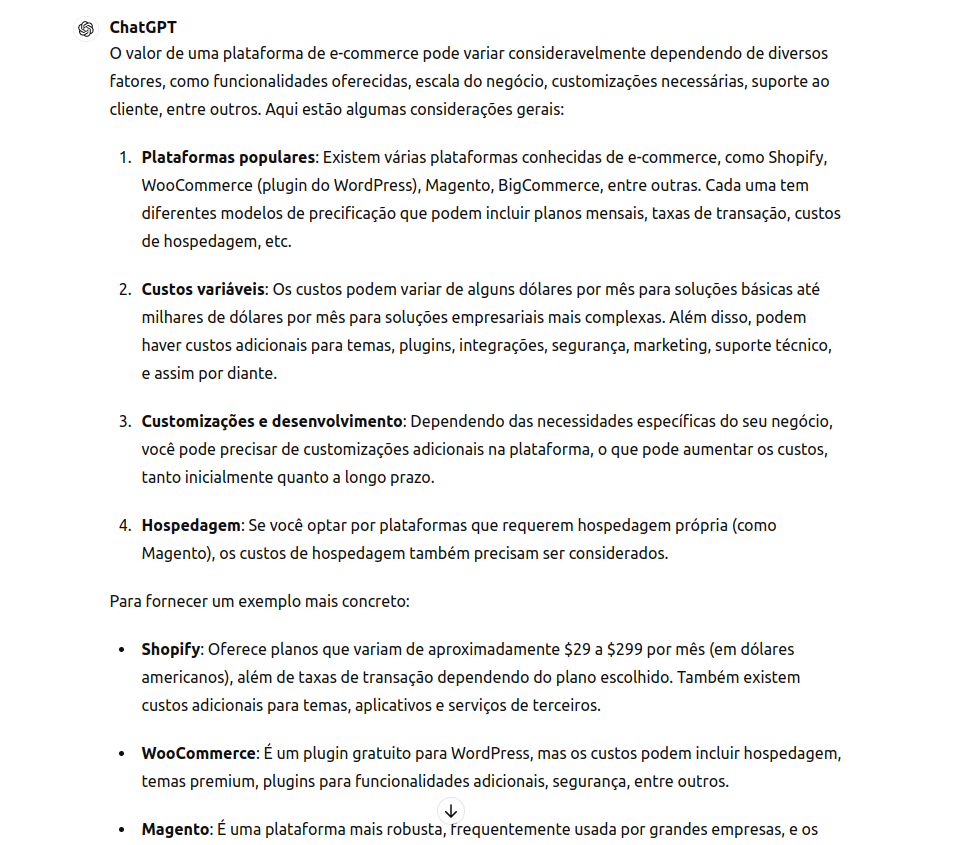 ChatGPT
O valor de uma plataforma de e-commerce pode variar consideravelmente dependendo de diversos
fatores, como funcionalidades oferecidas, escala do negócio, customizações necessárias, suporte ao
cliente, entre outros. Aqui estão algumas considerações gerais:
1. Plataformas populares: Existem várias plataformas conhecidas de e-commerce, como Shopify,
WooCommerce (plugin do WordPress), Magento, BigCommerce, entre outras. Cada uma tem
diferentes modelos de precificação que podem incluir planos mensais, taxas de transação, custos
de hospedagem, etc.
2. Custos variáveis: Os custos podem variar de alguns dólares por mês para soluções básicas até
milhares de dólares por mês para soluções empresariais mais complexas. Além disso, podem
haver custos adicionais para temas, plugins, integrações, segurança, marketing, suporte técnico,
e assim por diante.
3. Customizações e desenvolvimento: Dependendo das necessidades específicas do seu negócio,
você pode precisar de customizações adicionais na plataforma, o que pode aumentar os custos,
tanto inicialmente quanto a longo prazo.
4. Hospedagem: Se você optar por plataformas que requerem hospedagem própria (como
Magento), os custos de hospedagem também precisam ser considerados.
Para fornecer um exemplo mais concreto:
• Shopify: Oferece planos que variam de aproximadamente $29 a $299 por mês (em dólares
americanos), além de taxas de transação dependendo do plano escolhido. Também existem
custos adicionais para temas, aplicativos e serviços de terceiros.
• WooCommerce: É um plugin gratuito para WordPress, mas os custos podem incluir hospedagem,
temas premium, plugins para funcionalidades adicionais, segurança, entre outros.
• Magento: É uma plataforma mais robusta, frequentemente usada por grandes empresas, e os